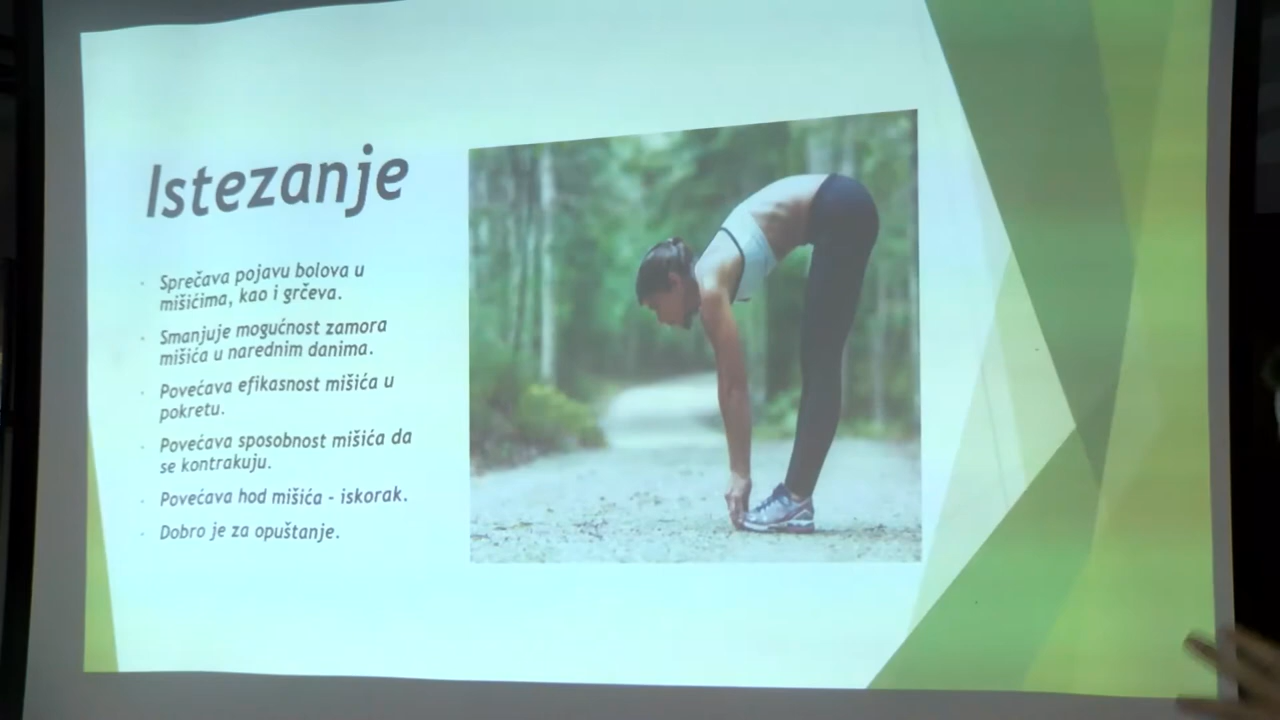 Istezanje
Sprečava pojavu bolova u
mišićima, kao i grčeva.
Smanjuje mogućnost zamora
mišića u narednim danima.
Povećava efikasnost mišića u
pokretu.
Povećava sposobnost mišića da
se kontrakuju.
Povećava hod mišića - iskorak.
Dobro je za opuštanje.